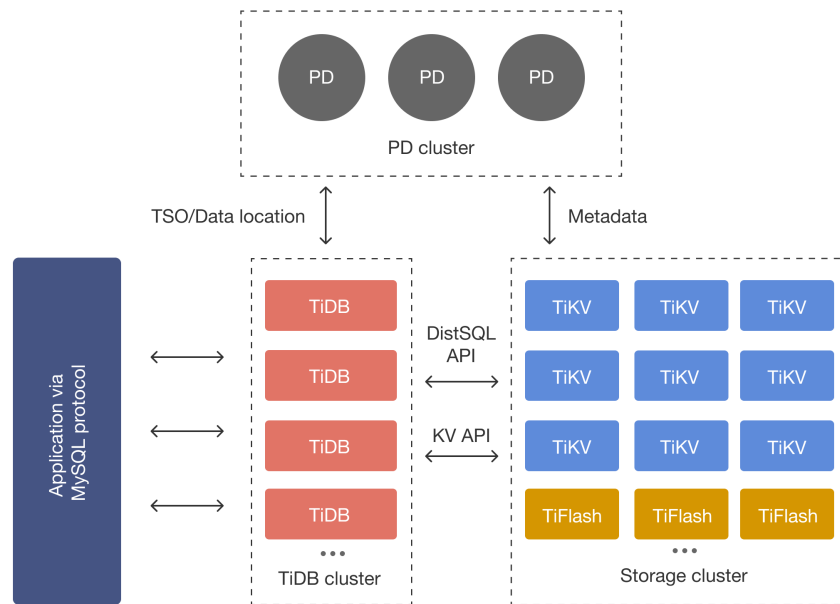 PD PD PD
PD cluster
TSO/Data location
Metadata
Application via
MySQL protocol
TiDB
TiDB
TiDB
TiDB
•••
TiDB cluster
DistSQL
API
KV API
TiKV TiKV TiKV
TiKV TiKV TiKV
TiKV TiKV TiKV
TiFlash TiFlash TiFlash
•••
Storage cluster